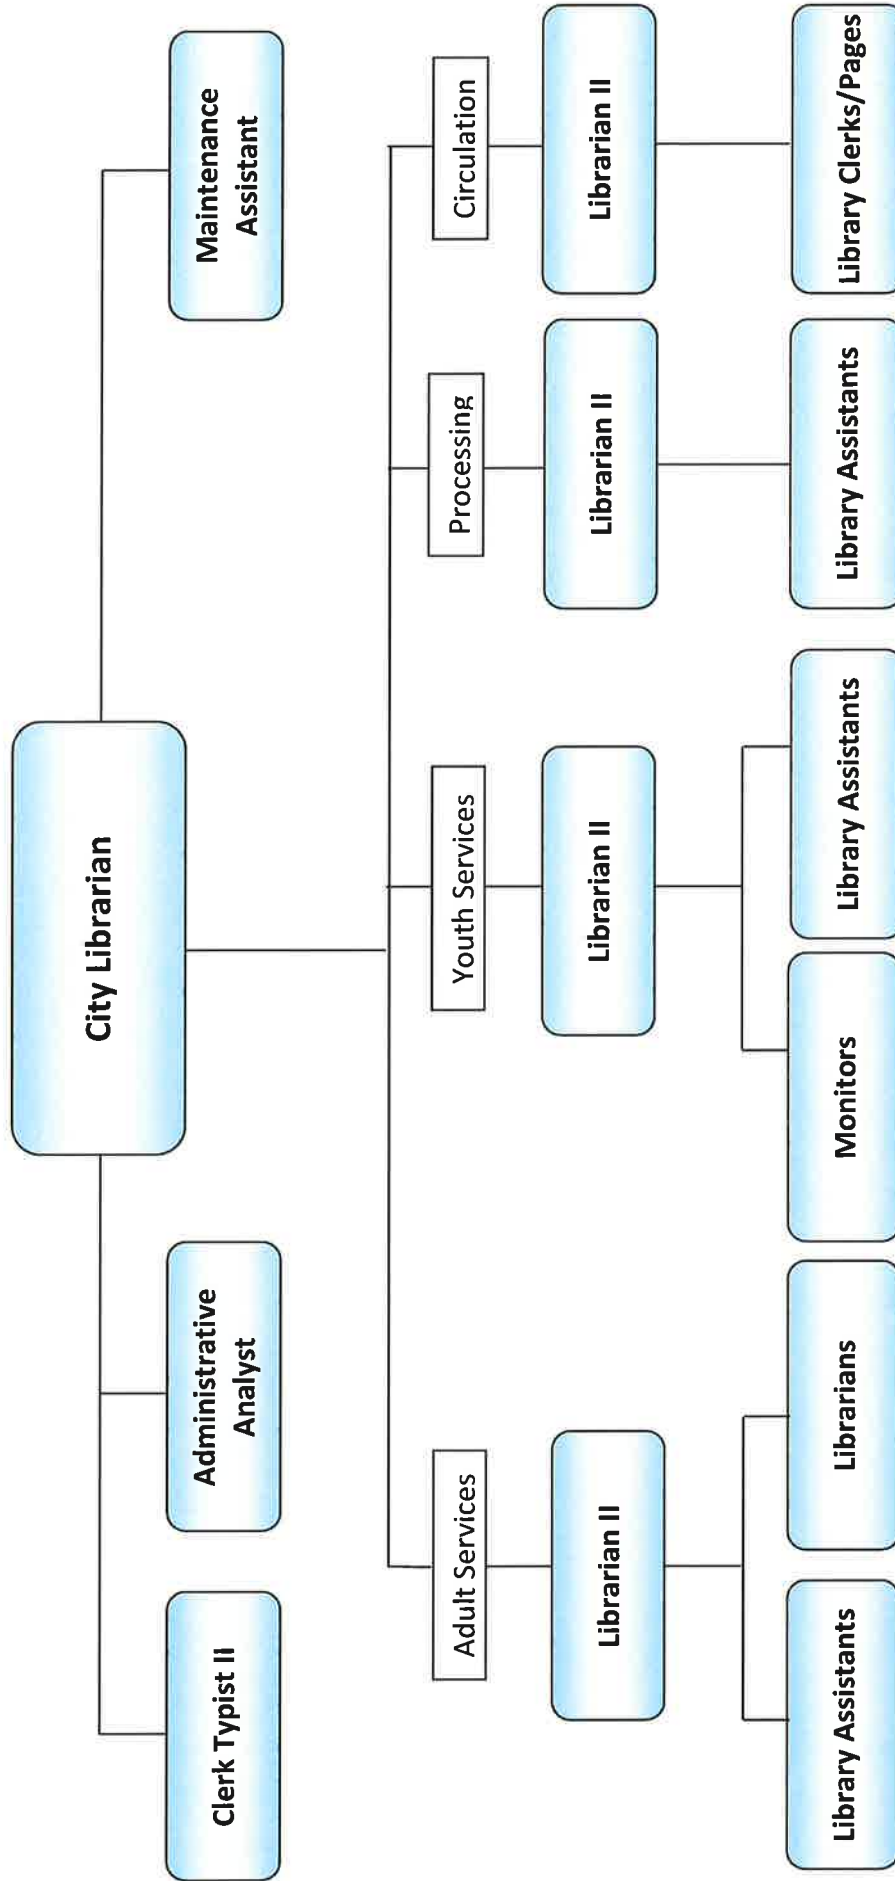 City Librarian
Clerk Typist II
Administrative
Analyst
Maintenance
Assistant
Adult Services
Youth Services
Processing
Circulation
Librarian II
Librarian II
Librarian II
Librarian II
Library Assistants
Librarians
Monitors
Library Assistants
Library Assistants
Library Clerks/Pages